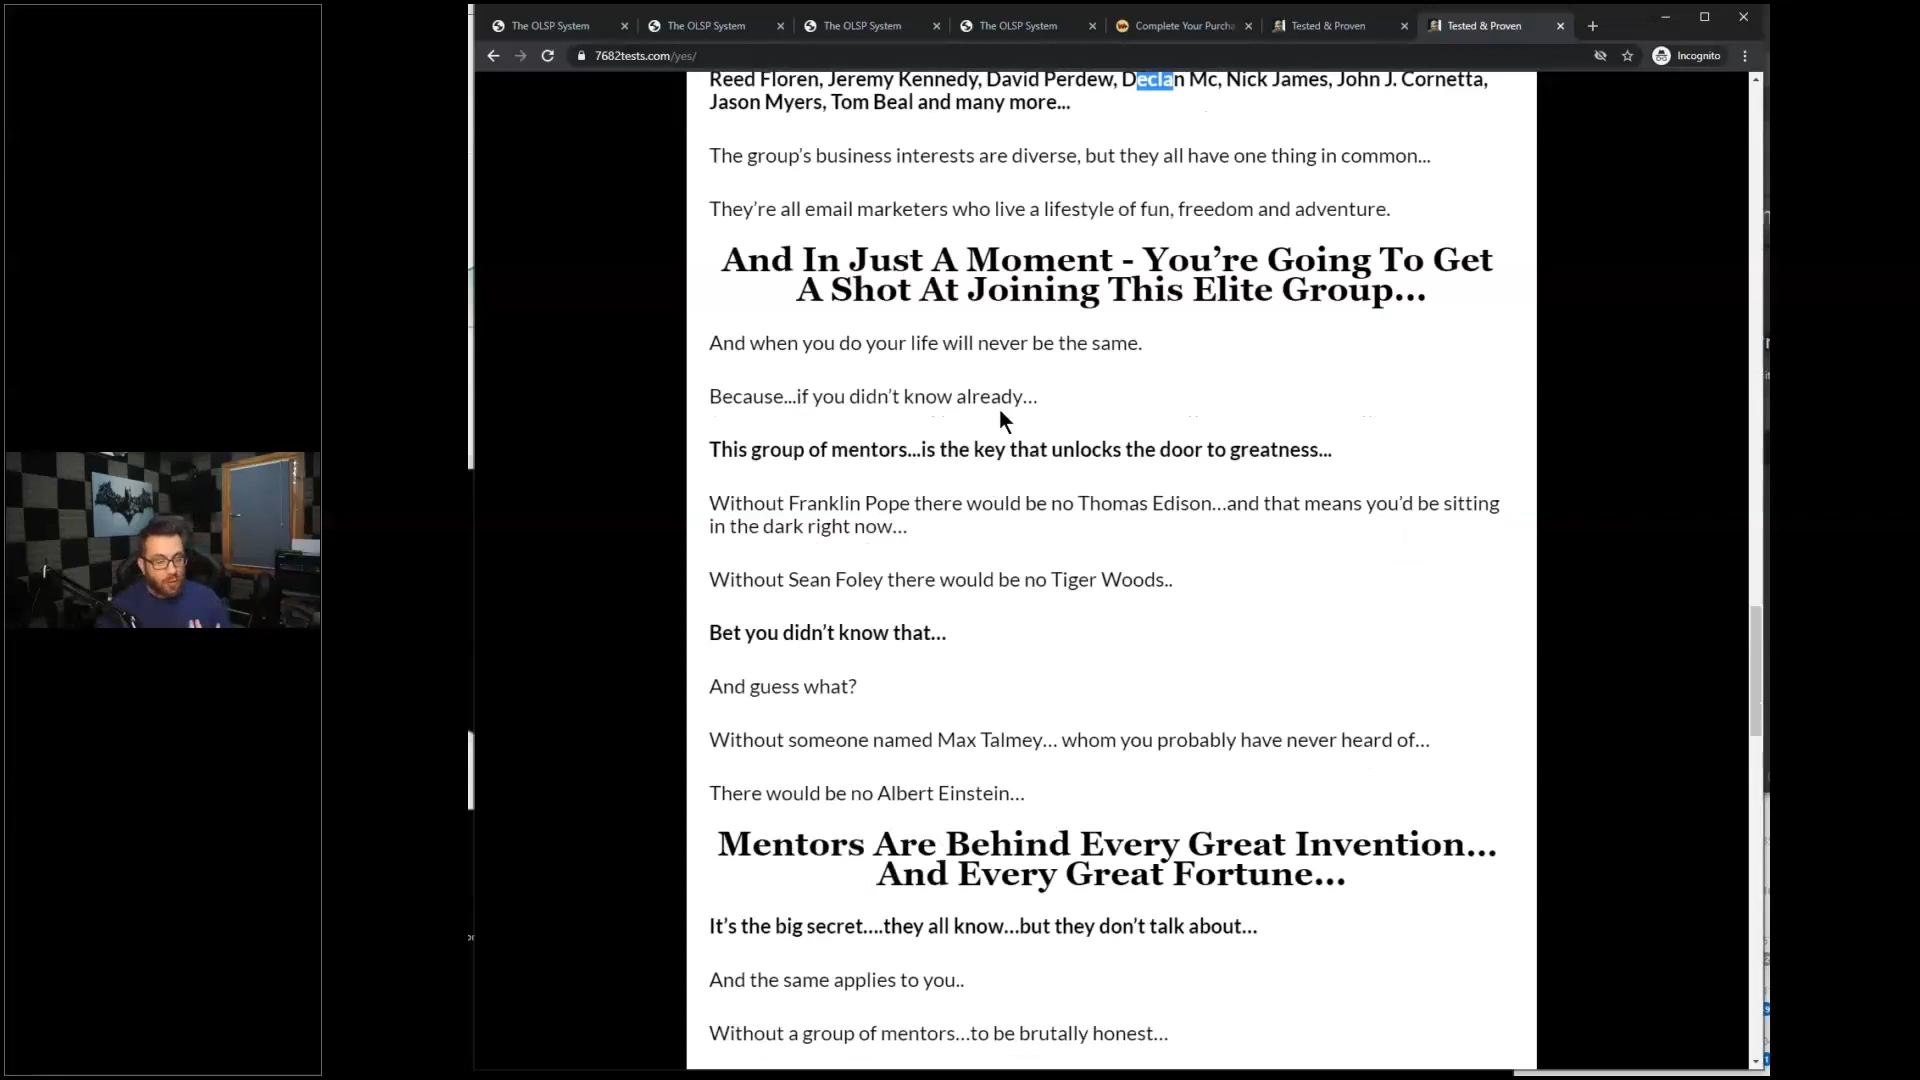 The OLSP System
The OLSP System
The OLSP System
The OLSP System
Complete Your Purcha
Tested & Proven
Tested & Proven
7682tests.com/yes/
Incognito
Reed Floren, Jeremy Kennedy, David Perdew, Declan Mc, Nick James, John J. Cornetta,
Jason Myers, Tom Beal and many more...
The group's business interests are diverse, but they all have one thing in common...
They're all email marketers who live a lifestyle of fun, freedom and adventure.
And In Just A Moment - You're Going To Get
A Shot At Joining This Elite Group...
And when you do your life will never be the same.
Because...if you didn't know already...
This group of mentors...is the key that unlocks the door to greatness...
Without Franklin Pope there would be no Thomas Edison...and that means you'd be sitting
in the dark right now...
Without Sean Foley there would be no Tiger Woods..
Bet you didn't know that...
And guess what?
Without someone named Max Talmey... whom you probably have never heard of...
There would be no Albert Einstein...
Mentors Are Behind Every Great Invention...
And Every Great Fortune...
It's the big secret....they all know...but they don't talk about...
And the same applies to you..
Without a group of mentors...to be brutally honest...